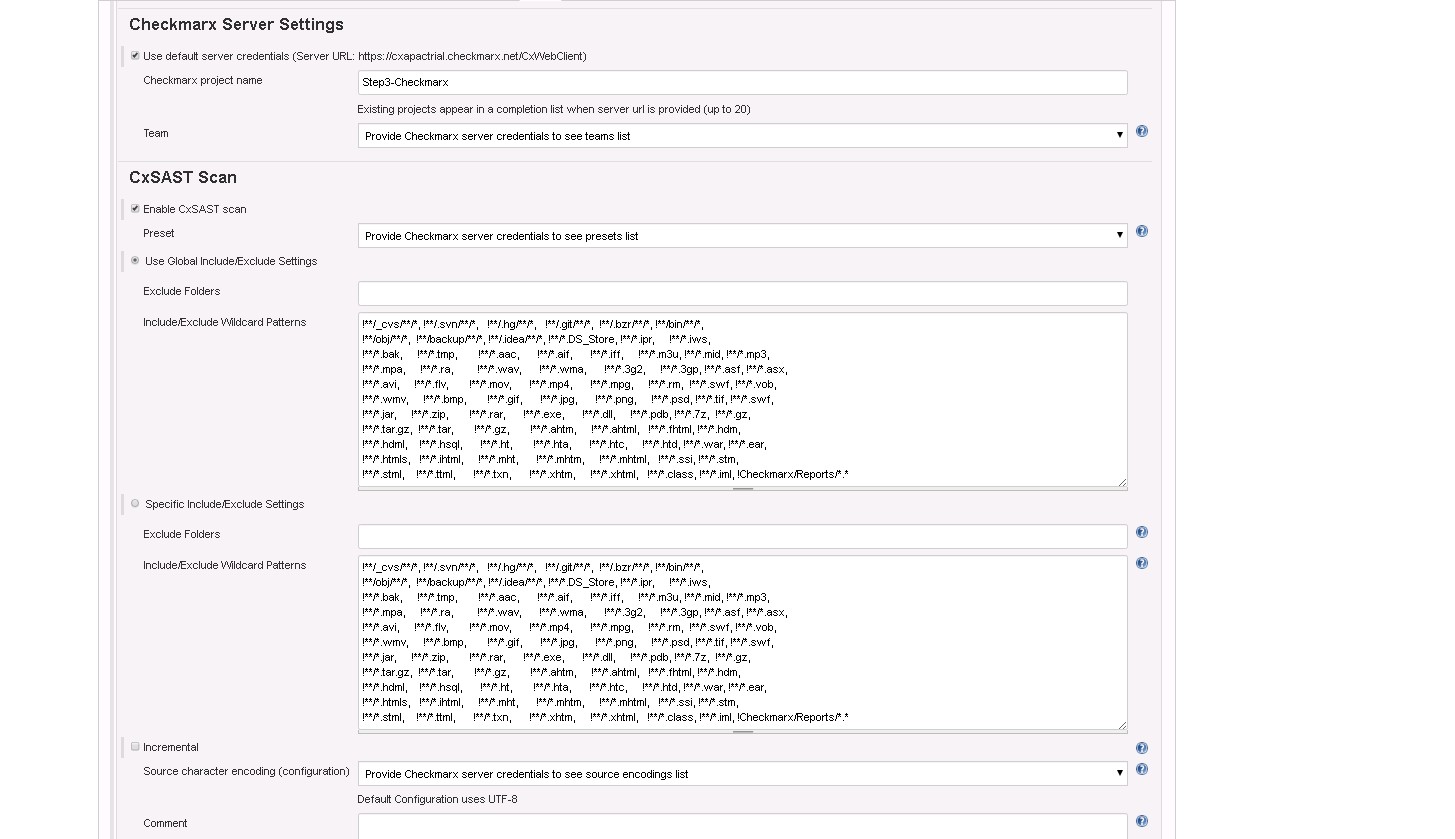 Checkmarx Server Settings
Use default server credentials (Server URL: https://cxapactrial.checkmarx.net/CxWebClient)
Checkmarx project name
Step3-Checkmarx
Existing projects appear in a completion list when server url is provided (up to 20)
Team
Provide Checkmarx server credentials to see teams list
CxSAST Scan
Enable CxSAST scan
Preset
Provide Checkmarx server credentials to see presets list
Use Global Include/Exclude Settings
Exclude Folders
Include/Exclude Wildcard Patterns
!**/_cvs/**/*, !**/.svn/**/*, !**/.hg/**/*, !**/.git/**/*, !**/.bzr/**/*, !**/bin/**/*,
!**/obj/**/*, !**/backup/**/*, !**/.idea/**/*, !**/*.DS_Store, !**/*.ipr, !**/*.iws,
!**/*.bak, !**/*.tmp, !**/*.aac, !**/*.aif, !**/*.iff, !**/*.m3u, !**/*.mid, !**/*.mp3,
!**/*.mpa, !**/*.ra, !**/*.wav, !**/*.wma, !**/*.3g2, !**/*.3gp, !**/*.asf, !**/*.asx,
!**/*.avi, !**/*.flv, !**/*.mov, !**/*.mp4, !**/*.mpg, !**/*.rm, !**/*.swf, !**/*.vob,
!**/*.wmv, !**/*.bmp, !**/*.gif, !**/*.jpg, !**/*.png, !**/*.psd, !**/*.tif, !**/*.swf,
!**/*.jar, !**/*.zip, !**/*.rar, !**/*.exe, !**/*.dll, !**/*.pdb, !**/*.7z, !**/*.gz,
!**/*.tar.gz, !**/*.tar, !**/*.gz, !**/*.ahtm, !**/*.ahtml, !**/*.fhtml, !**/*.hdm,
!**/*.hdml, !**/*.hsql, !**/*.ht, !**/*.hta, !**/*.htc, !**/*.htd, !**/*.war, !**/*.ear,
!**/*.htmls, !**/*.ihtml, !**/*.mht, !**/*.mhtm, !**/*.mhtml, !**/*.ssi, !**/*.stm,
!**/*.stml, !**/*.ttml, !**/*.txn, !**/*.xhtm, !**/*.xhtml, !**/*.class, !**/*.iml, !Checkmarx/Reports/*.*
Specific Include/Exclude Settings
Exclude Folders
Include/Exclude Wildcard Patterns
!**/_cvs/**/*, !**/.svn/**/*, !**/.hg/**/*, !**/.git/**/*, !**/.bzr/**/*, !**/bin/**/*,
!**/obj/**/*, !**/backup/**/*, !**/.idea/**/*, !**/*.DS_Store, !**/*.ipr, !**/*.iws,
!**/*.bak, !**/*.tmp, !**/*.aac, !**/*.aif, !**/*.iff, !**/*.m3u, !**/*.mid, !**/*.mp3,
!**/*.mpa, !**/*.ra, !**/*.wav, !**/*.wma, !**/*.3g2, !**/*.3gp, !**/*.asf, !**/*.asx,
!**/*.avi, !**/*.flv, !**/*.mov, !**/*.mp4, !**/*.mpg, !**/*.rm, !**/*.swf, !**/*.vob,
!**/*.wmv, !**/*.bmp, !**/*.gif, !**/*.jpg, !**/*.png, !**/*.psd, !**/*.tif, !**/*.swf,
!**/*.jar, !**/*.zip, !**/*.rar, !**/*.exe, !**/*.dll, !**/*.pdb, !**/*.7z, !**/*.gz,
!**/*.tar.gz, !**/*.tar, !**/*.gz, !**/*.ahtm, !**/*.ahtml, !**/*.fhtml, !**/*.hdm,
!**/*.hdml, !**/*.hsql, !**/*.ht, !**/*.hta, !**/*.htc, !**/*.htd, !**/*.war, !**/*.ear,
!**/*.htmls, !**/*.ihtml, !**/*.mht, !**/*.mhtm, !**/*.mhtml, !**/*.ssi, !**/*.stm,
!**/*.stml, !**/*.ttml, !**/*.txn, !**/*.xhtm, !**/*.xhtml, !**/*.class, !**/*.iml, !Checkmarx/Reports/*.*
Incremental
Source character encoding (configuration)
Provide Checkmarx server credentials to see source encodings list
Default Configuration uses UTF-8
Comment